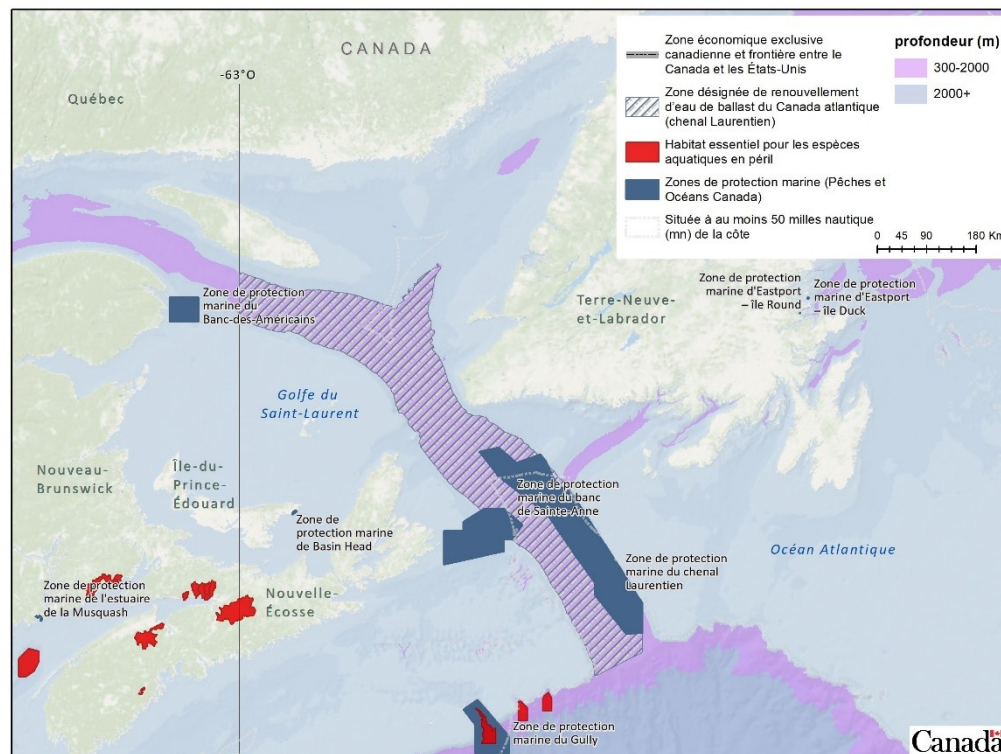 CANADA
-63°O
Québec
Zone économique exclusive
canadienne et frontière entre le
Canada et les États-Unis
Zone désignée de renouvellement
d'eau de ballast du Canada atlantique
(chenal Laurentien)
Habitat essentiel pour les espèces
aquatiques en péril
Zones de protection marine (Pêches et
Océans Canada)
Située à au moins 50 milles nautique
(mn) de la côte
profondeur (m)
300-2000
2000+
0 45 90 180 Km
Zone de protection
marine du
Banc-des-Américains
Terre-Neuve-
et-Labrador
Zone de protection
marine d'Eastport
– île Round
Zone de protection
marine d'Eastport
– île Duck
Golfe du
Saint-Laurent
Nouveau-
Brunswick
Île-du-
Prince-
Édouard
Zone de
protection marine
de Basin Head
Zone de protection
marine du banc
de Sainte-Anne
Zone de protection
marine du chenal
Laurentien
Océan Atlantique
Zone de protection
marine de l'estuaire
de la Musquash
Nouvelle-
Écosse
Zone de protection
marine du Gully
Canada